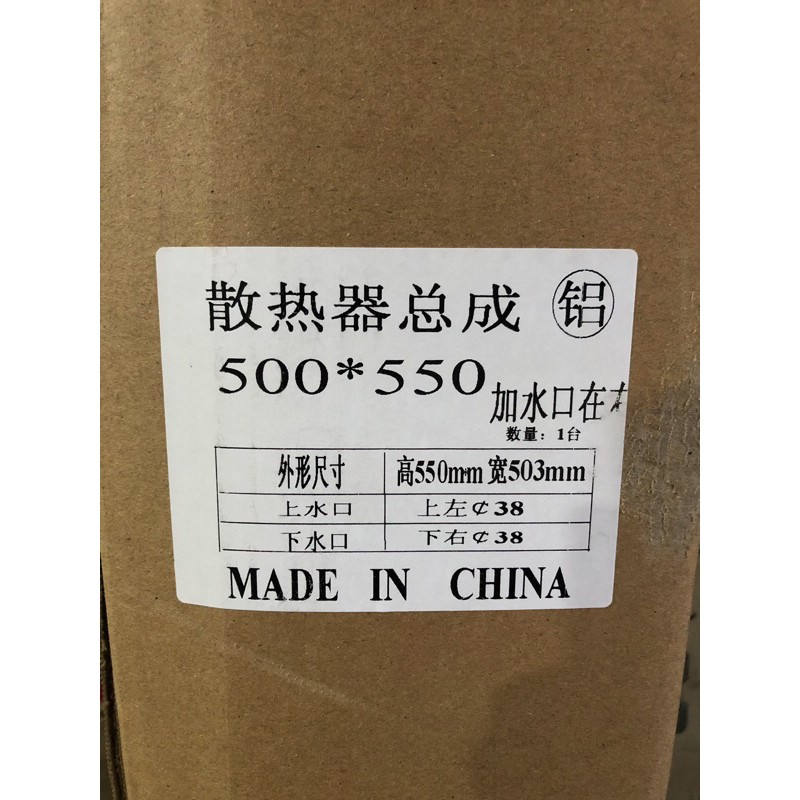 散热器总成 铝
500*550 加水口在
数量：1台
外形尺寸 高550mm 宽503mm
上水口 上左¢38
下水口 下右¢38
MADE IN CHINA